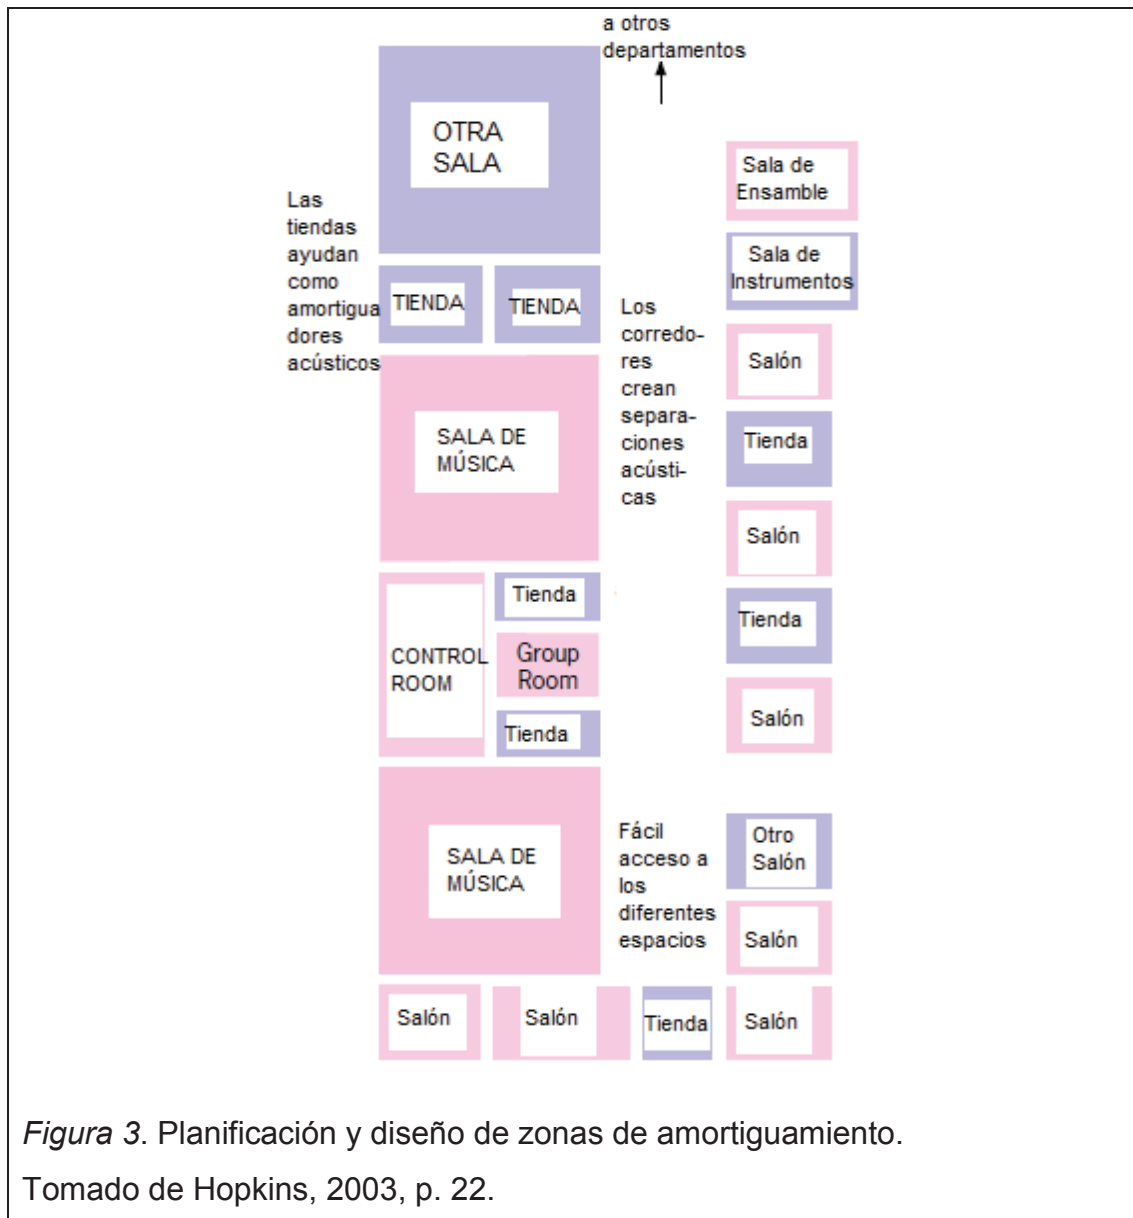 a otros
departamentos
OTRA
SALA
Las
tiendas
ayudan
como
amortigua
dores
acústicos
TIENDA
TIENDA
SALA DE
MÚSICA
CONTROL
ROOM
Tienda
Group
Room
Tienda
SALA DE
MÚSICA
Salón
Salón
Tienda
Salón
Los
corredo-
res
crean
separa-
ciones
acústi-
cas
Fácil
acceso a
los
diferentes
espacios
Sala de
Ensamble
Sala de
Instrumentos
Salón
Tienda
Salón
Tienda
Salón
Otro
Salón
Salón
Figura 3. Planificación y diseño de zonas de amortiguamiento.
Tomado de Hopkins, 2003, p. 22.